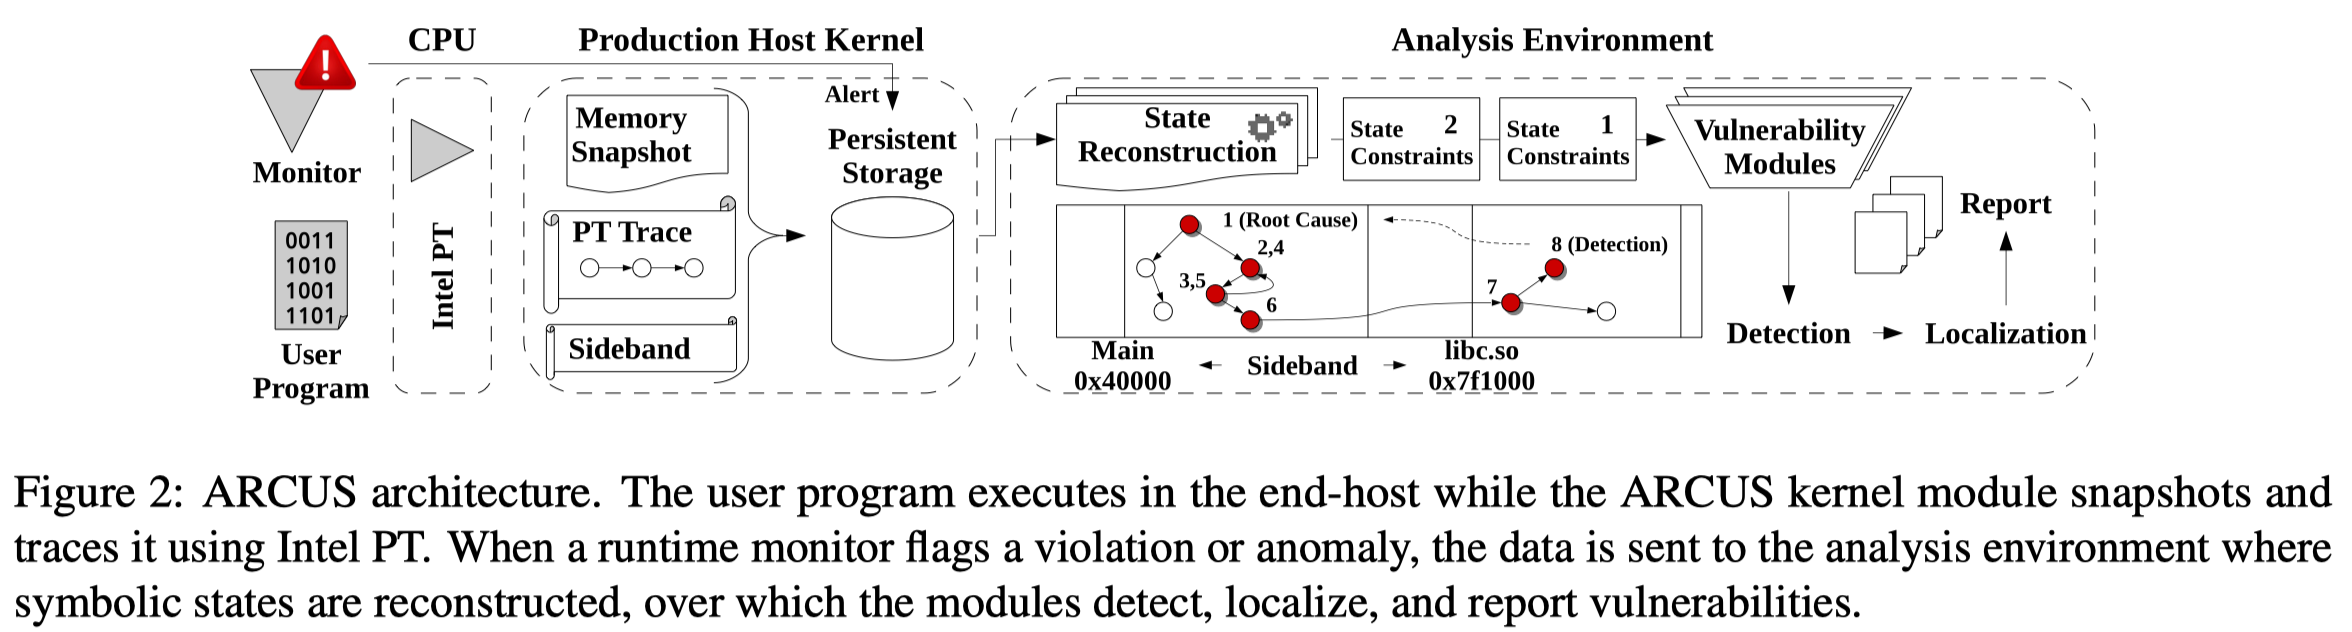 CPU
Production Host Kernel
Analysis Environment
!
Monitor
0011
1010
1001
1101
User
Program
Intel PT
Memory
Snapshot
PT Trace
Sideband
Alert
Persistent
Storage
State
Reconstruction
State 2
Constraints
State 1
Constraints
Vulnerability
Modules
1 (Root Cause)
2,4
3,5
6
7
8 (Detection)
Main
0x40000
Sideband
libc.so
0x7f1000
Detection
Localization
Report
Figure 2: ARCUS architecture. The user program executes in the end-host while the ARCUS kernel module snapshots and
traces it using Intel PT. When a runtime monitor flags a violation or anomaly, the data is sent to the analysis environment where
symbolic states are reconstructed, over which the modules detect, localize, and report vulnerabilities.